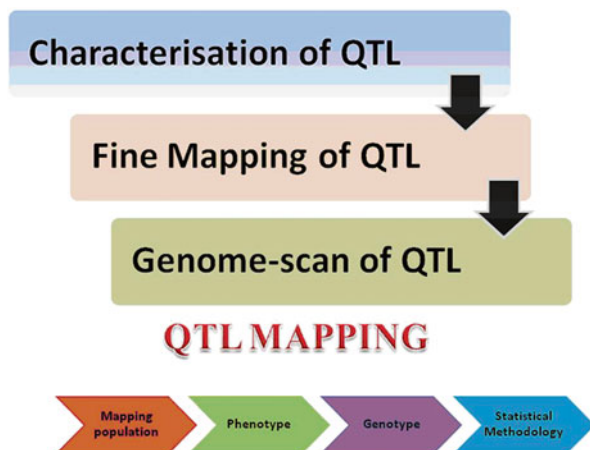 Characterisation of QTL
Fine Mapping of QTL
Genome-scan of QTL
QTL MAPPING
Mapping
population
Phenotype
Genotype
Statistical
Methodology